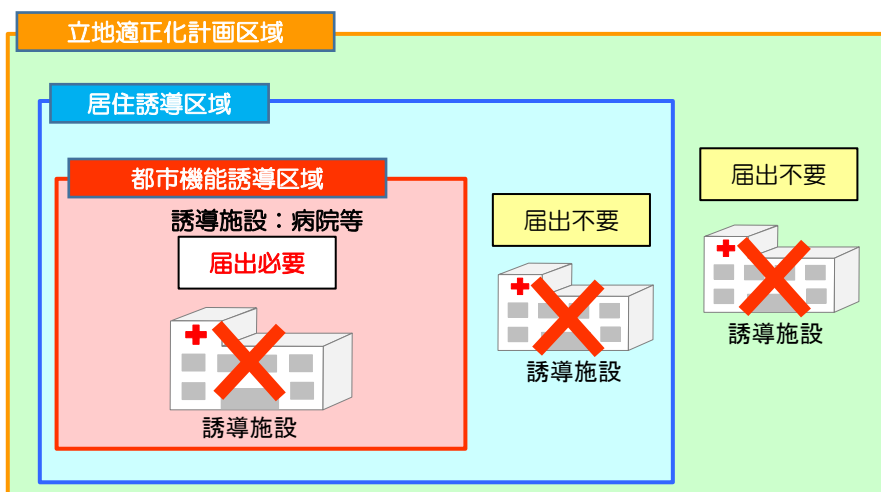 立地適正化計画区域
居住誘導区域
都市機能誘導区域
誘導施設：病院等
届出必要
誘導施設
届出不要
誘導施設
届出不要
誘導施設